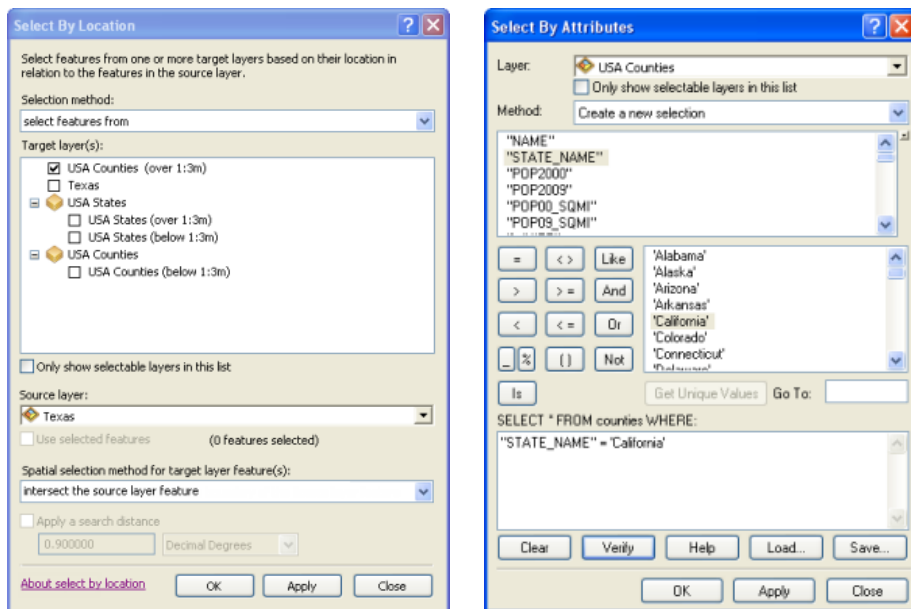 Select By Location
Select features from one or more target layers based on their location in
relation to the features in the source layer.
Selection method:
select features from
Target layer(s):
USA Counties (over 1:3m)
Texas
USA States
USA States (over 1:3m)
USA States (below 1:3m)
USA Counties
USA Counties (below 1:3m)
Only show selectable layers in this list
Source layer:
Texas
Use selected features (0 features selected)
Spatial selection method for target layer feature(s):
intersect the source layer feature
Apply a search distance
0.900000 Decimal Degrees
About select by location OK Apply Close
Select By Attributes
Layer: USA Counties
Only show selectable layers in this list
Method: Create a new selection
"NAME"
"STATE_NAME"
"POP2000"
"POP2009"
"POP00_SQMI"
"POP09_SQMI"
= < > Like
> > = And
< < = Or
_ % ( ) Not
Is
'Alabama'
'Alaska'
'Arizona'
'Arkansas'
'California'
'Colorado'
'Connecticut'
'Delaware'
Get Unique Values Go To:
SELECT * FROM counties WHERE:
"STATE_NAME" = 'California'
Clear Verify Help Load... Save...
OK Apply Close